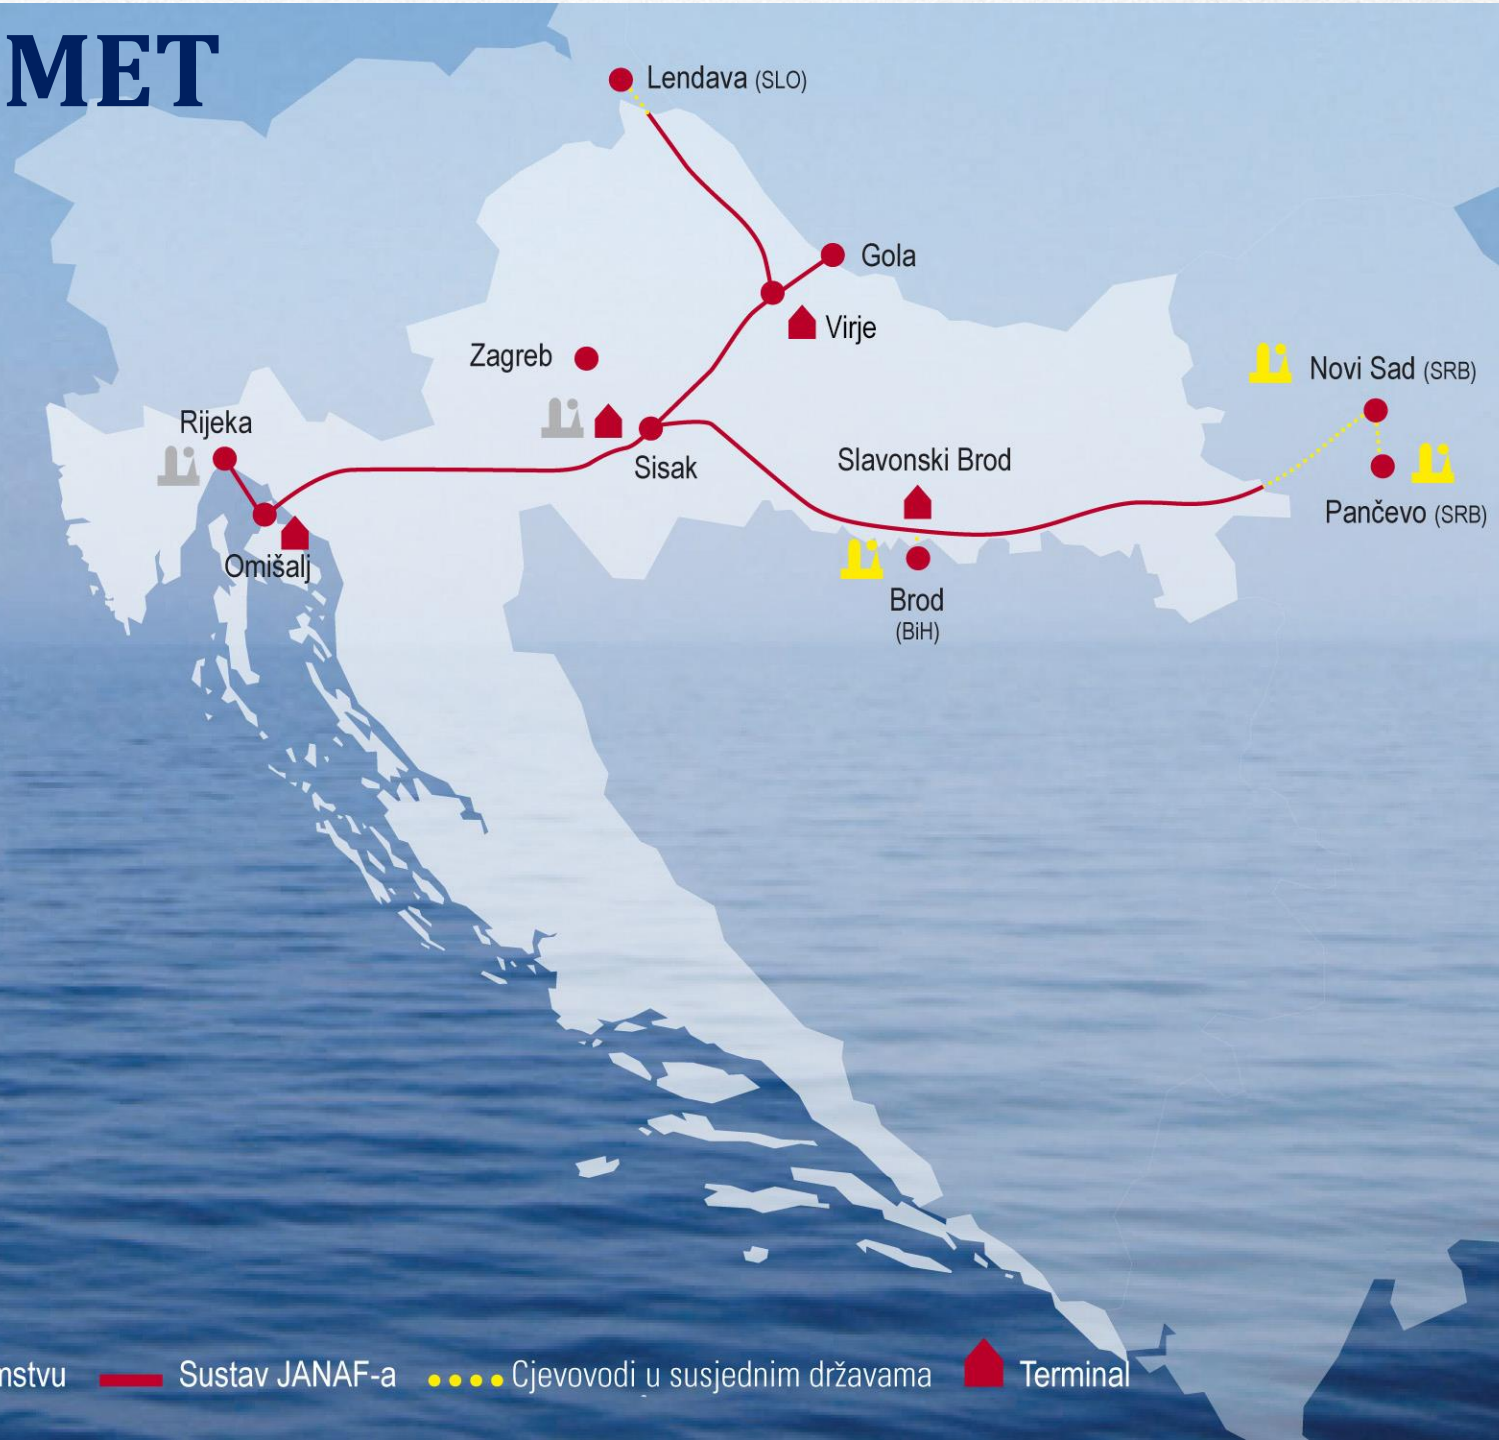 MET
Lendava (SLO)
Gola
Virje
Zagreb
Novi Sad (SRB)
Rijeka
Sisak
Slavonski Brod
Pančevo (SRB)
Omišalj
Brod
(BiH)
Sustav JANAF-a
Cjevovodi u susjednim državama
Terminal